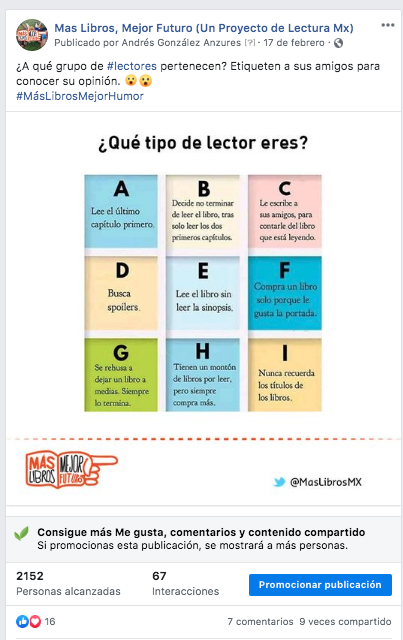 Mas Libros, Mejor Futuro (Un Proyecto de Lectura Mx)
Publicado por Andrés González Anzures [?] · 17 de febrero ·
¿A qué grupo de #lectores pertenecen? Etiqueten a sus amigos para
conocer su opinión. 😮😮
#MásLibrosMejorHumor
¿Qué tipo de lector eres?
A
Lee el último
capítulo primero.
B
Decide no terminar
de leer el libro, tras
solo leer los dos
primeros capítulos.
C
Le escribe a
sus amigos, para
contarle del libro
que está leyendo.
D
Busca
spoilers.
E
Lee el libro sin
leer la sinopsis.
F
Compra un libro
solo porque le
gusta la portada.
G
Se rehusa a
dejar un libro a
medias. Siempre
lo termina.
H
Tienen un montón
de libros por leer,
pero siempre
compra más.
I
Nunca recuerda
los títulos de
los libros.
MAS MEJOR
LIBROS FUTURO
@MasLibrosMX
Consigue más Me gusta, comentarios y contenido compartido
Si promocionas esta publicación, se mostrará a más personas.
2152
Personas alcanzadas
67
Interacciones
Promocionar publicación
16
7 comentarios 9 veces compartido